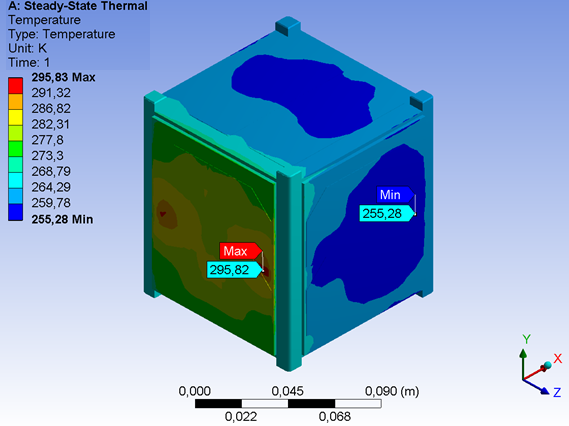 A: Steady-State Thermal
Temperature
Type: Temperature
Unit: K
Time: 1
295,83 Max
291,32
286,82
282,31
277,8
273,3
268,79
264,29
259,78
255,28 Min
Min
255,28
Max
295,82
0,000 0,045 0,090 (m)
0,022 0,068
Y
X
Z